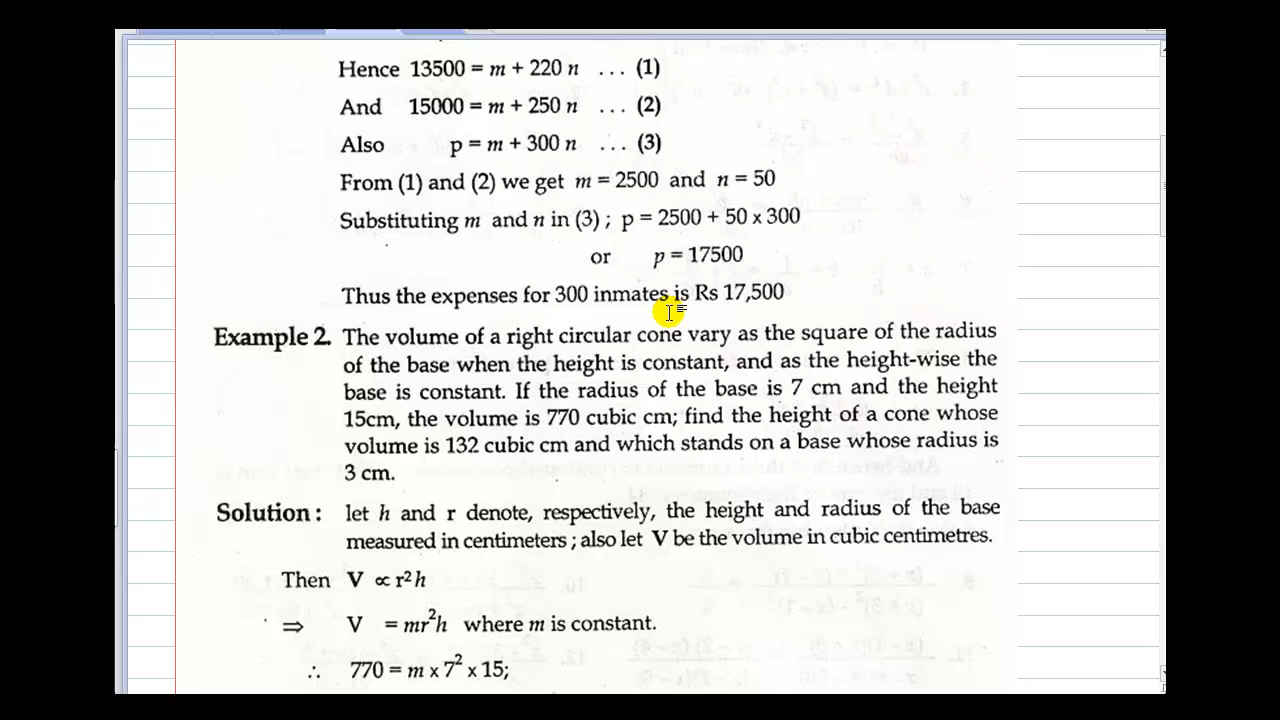 Hence 13500 = m + 220 n ... (1)
And 15000 = m + 250 n ... (2)
Also p = m + 300 n ... (3)
From (1) and (2) we get m = 2500 and n = 50
Substituting m and n in (3) ; p = 2500 + 50 x 300
or p = 17500
Thus the expenses for 300 inmates is Rs 17,500
Example 2. The volume of a right circular cone vary as the square of the radius
of the base when the height is constant, and as the height-wise the
base is constant. If the radius of the base is 7 cm and the height
15cm, the volume is 770 cubic cm; find the height of a cone whose
volume is 132 cubic cm and which stands on a base whose radius is
3 cm.
Solution : let h and r denote, respectively, the height and radius of the base
measured in centimeters ; also let V be the volume in cubic centimetres.
Then V ∝ r² h
⇒ V = mr²h where m is constant.
∴ 770 = m x 7² x 15;